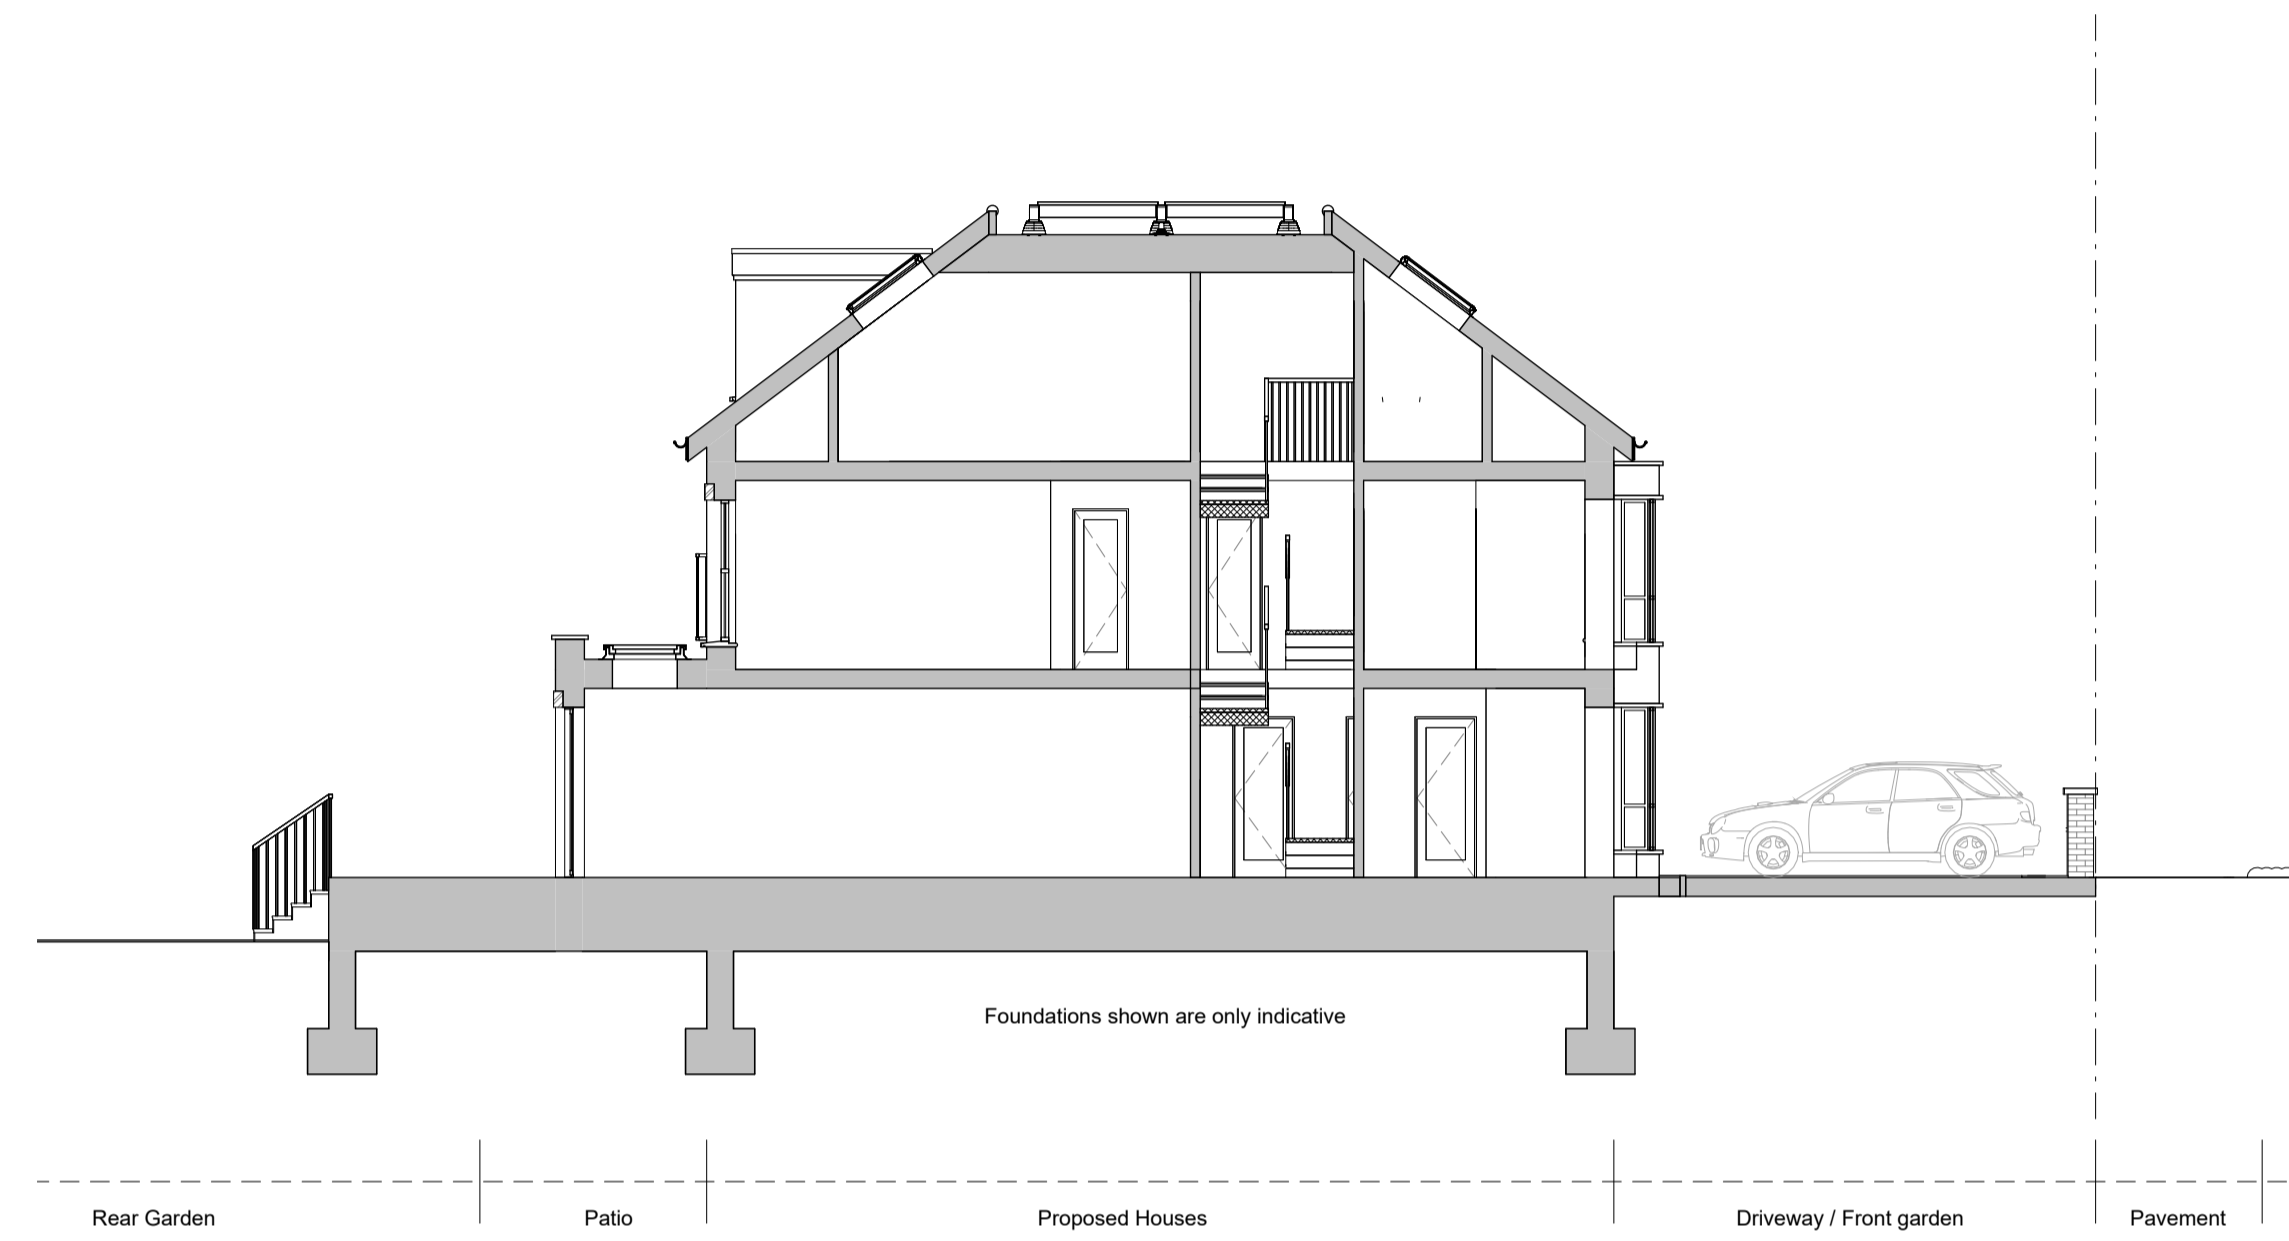 Foundations shown are only indicative
Rear Garden
Patio
Proposed Houses
Driveway / Front garden
Pavement